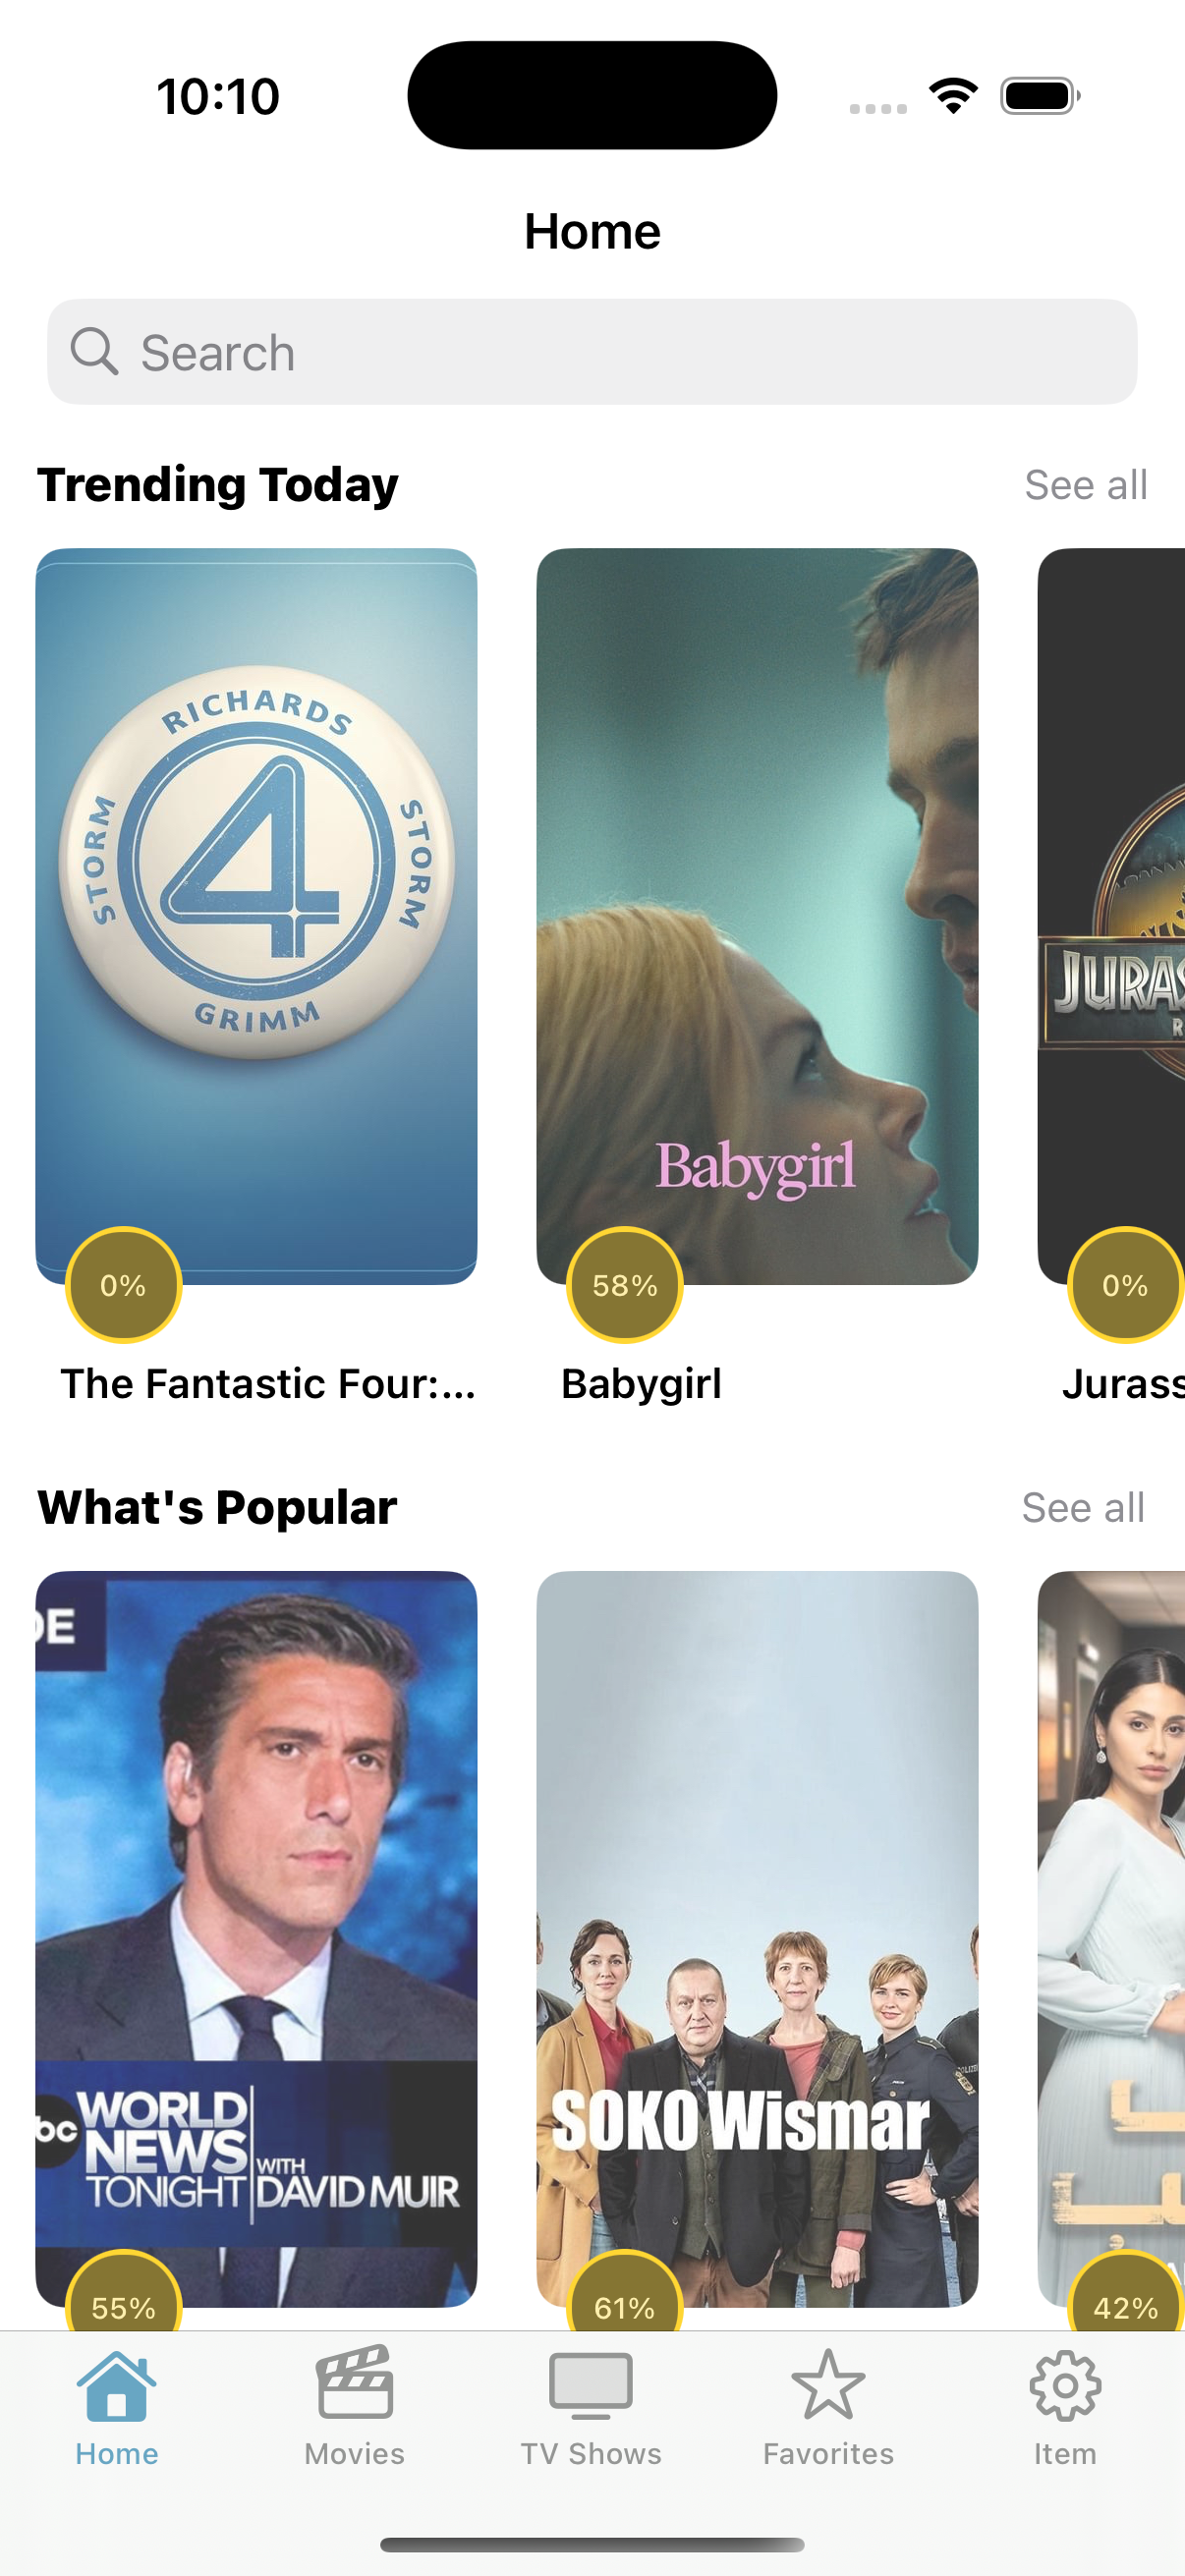 10:10
Home
Search
Trending Today
See all
RICHARDS
STORM
STORM
4
GRIMM
Babygirl
JURAS
R
0%
58%
0%
The Fantastic Four:...
Babygirl
Jurass
What's Popular
See all
DE
bc
WORLD
NEWS
TONIGHT
WITH
DAVID MUIR
SOKO Wismar
55%
61%
42%
Home
Movies
TV Shows
Favorites
Item